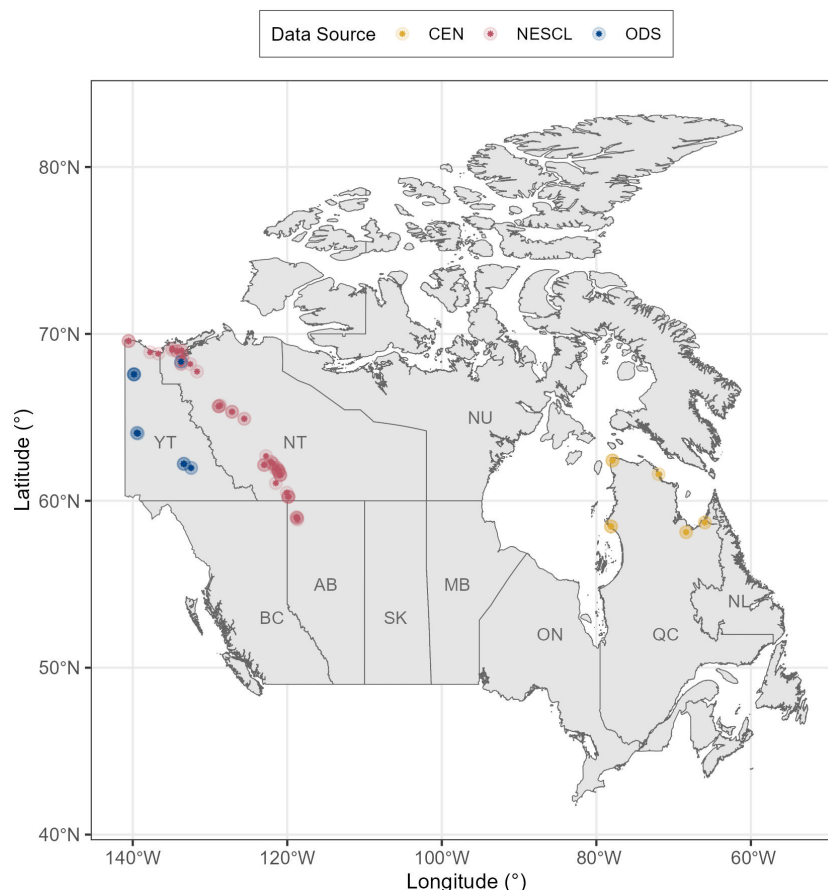 Data Source CEN NESCL ODS
80°N
70°N
60°N
50°N
40°N
Latitude (°)
YT
NT
NU
BC
AB
SK
MB
ON
QC
NL
140°W 120°W 100°W 80°W 60°W
Longitude (°)